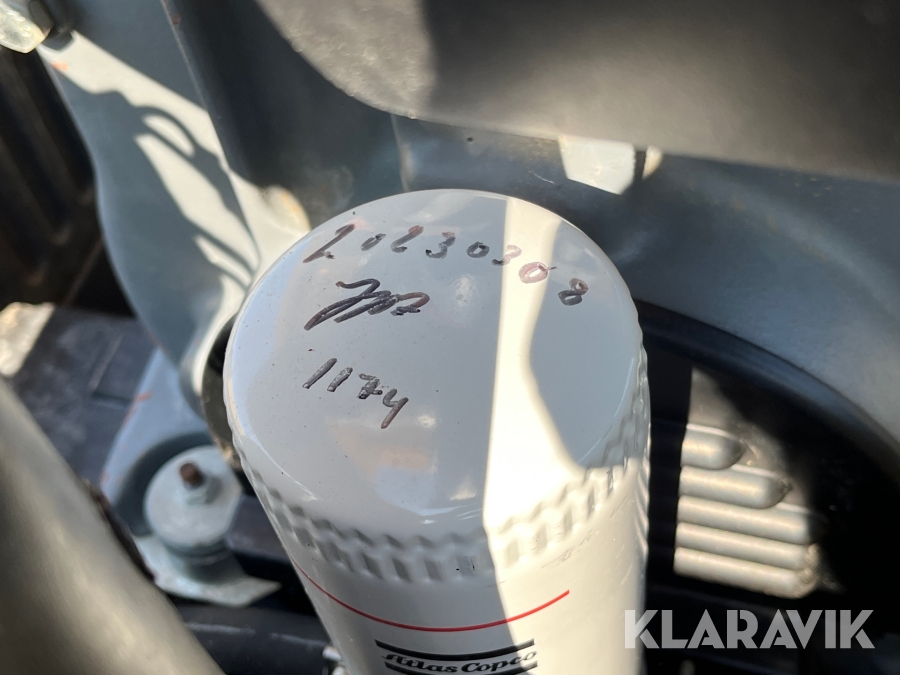 20230308
1174
Atlas Copco
KLARAVIK